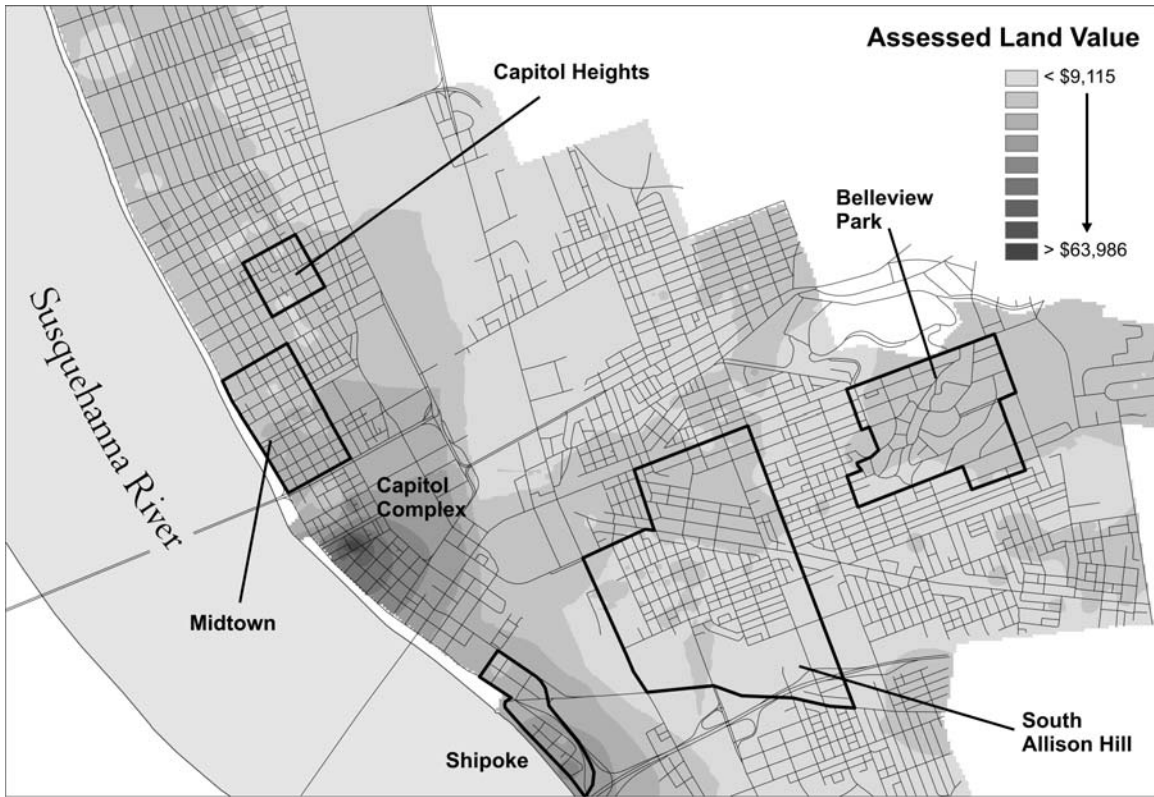 Assessed Land Value
< $9,115
> $63,986
Capitol Heights
Belleview
Park
Susquehanna River
Capitol
Complex
Midtown
Shipoke
South
Allison Hill